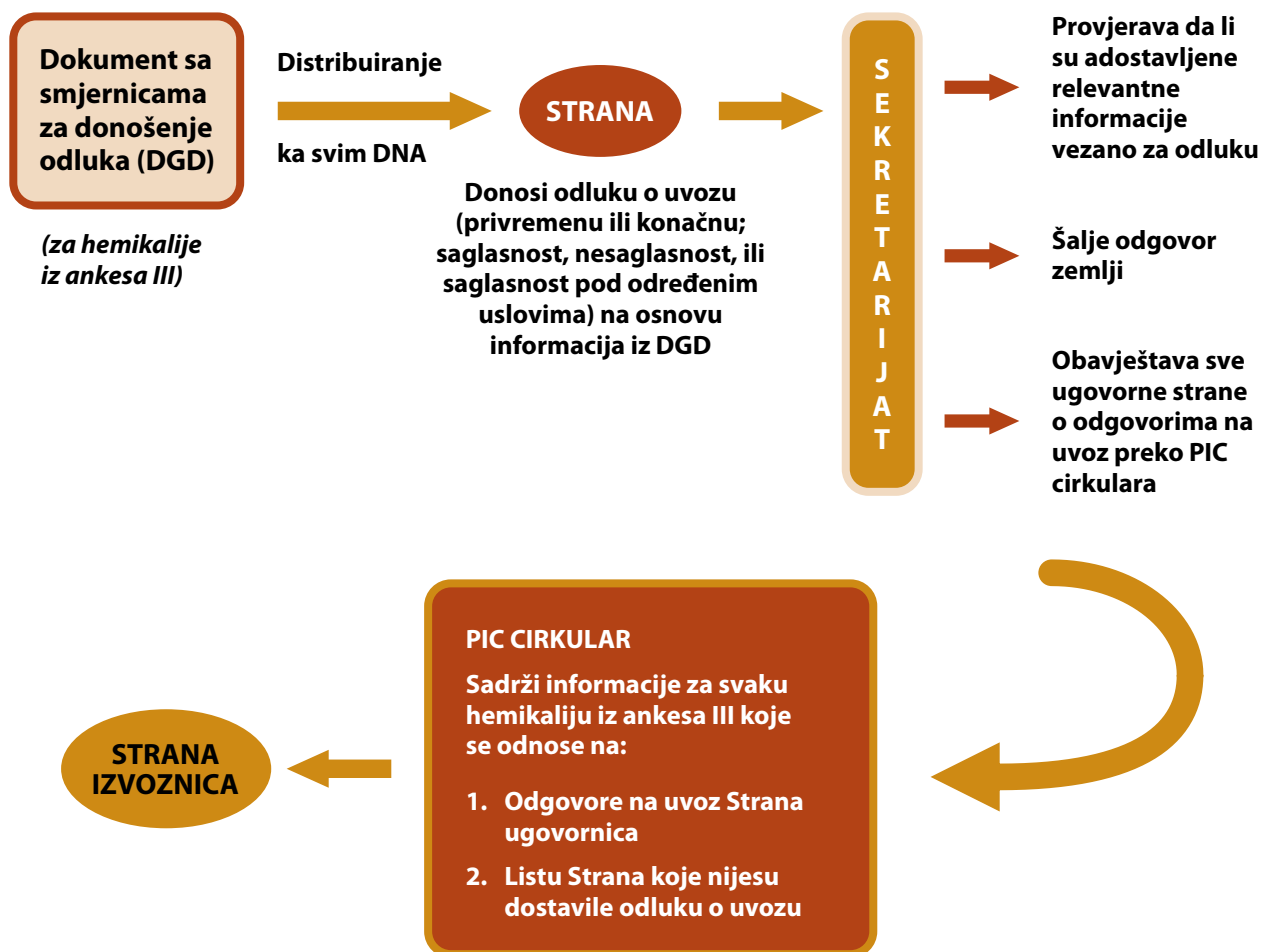 Dokument sa
smjernicama
za donošenje
odluka (DGD)
(za hemikalije
iz ankesa III)
Distribuiranje
ka svim DNA
STRANA
Donosi odluku o uvozu
(privremenu ili konačnu;
saglasnost, nesaglasnost, ili
saglasnost pod određenim
uslovima) na osnovu
informacija iz DGD
S
E
K
R
E
T
A
R
I
J
A
T
Provjerava da li
su adostavljene
relevantne
informacije
vezano za odluku
Šalje odgovor
zemlji
Obavještava sve
ugovorne strane
o odgovorima na
uvoz preko PIC
cirkulara
PIC CIRKULAR
Sadrži informacije za svaku
hemikaliju iz ankesa III koje
se odnose na:
1. Odgovore na uvoz Strana
ugovornica
2. Listu Strana koje nijesu
dostavile odluku o uvozu
STRANA
IZVOZNICA